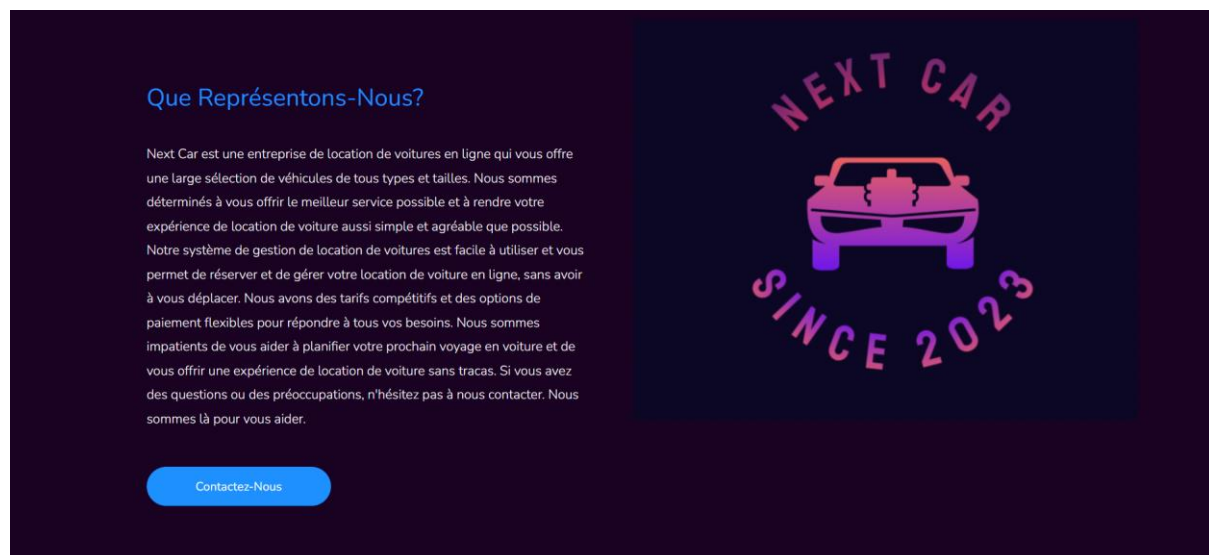 Que Représentons-Nous?
Next Car est une entreprise de location de voitures en ligne qui vous offre
une large sélection de véhicules de tous types et tailles. Nous sommes
déterminés à vous offrir le meilleur service possible et à rendre votre
expérience de location de voiture aussi simple et agréable que possible.
Notre système de gestion de location de voitures est facile à utiliser et vous
permet de réserver et de gérer votre location de voiture en ligne, sans avoir
à vous déplacer. Nous avons des tarifs compétitifs et des options de
paiement flexibles pour répondre à tous vos besoins. Nous sommes
impatients de vous aider à planifier votre prochain voyage en voiture et de
vous offrir une expérience de location de voiture sans tracas. Si vous avez
des questions ou des préoccupations, n'hésitez pas à nous contacter. Nous
sommes là pour vous aider.
Contactez-Nous
NEXT CAR
SINCE 2023